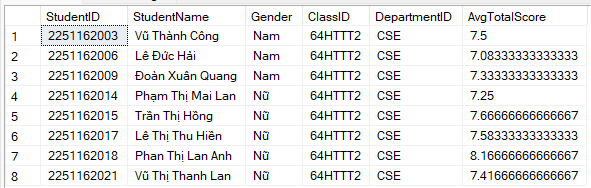 StudentID StudentName Gender ClassID DepartmentID AvgTotalScore
1 2251162003 Vũ Thành Công Nam 64HTTT2 CSE 7.5
2 2251162006 Lê Đức Hải Nam 64HTTT2 CSE 7.08333333333333
3 2251162009 Đoàn Xuân Quang Nam 64HTTT2 CSE 7.33333333333333
4 2251162014 Phạm Thị Mai Lan Nữ 64HTTT2 CSE 7.25
5 2251162015 Trần Thị Hồng Nữ 64HTTT2 CSE 7.66666666666667
6 2251162017 Lê Thị Thu Hiên Nữ 64HTTT2 CSE 7.58333333333333
7 2251162018 Phan Thị Lan Anh Nữ 64HTTT2 CSE 8.16666666666667
8 2251162021 Vũ Thị Thanh Lan Nữ 64HTTT2 CSE 7.41666666666667